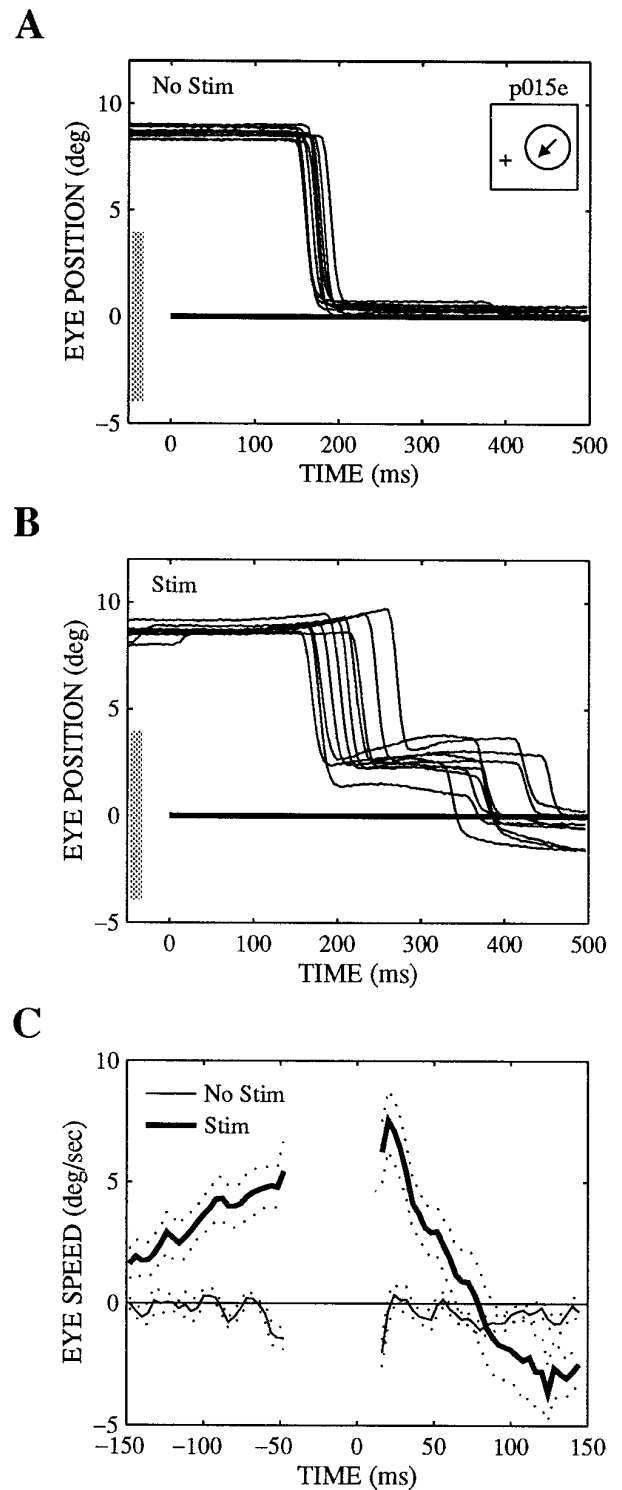 A
No Stim
p015e
+
10
5
0
−5
EYE POSITION (deg)
0 100 200 300 400 500
TIME (ms)
B
Stim
10
5
0
−5
EYE POSITION (deg)
0 100 200 300 400 500
TIME (ms)
C
No Stim
Stim
10
5
0
−5
EYE SPEED (deg/sec)
−150 −100 −50 0 50 100 150
TIME (ms)